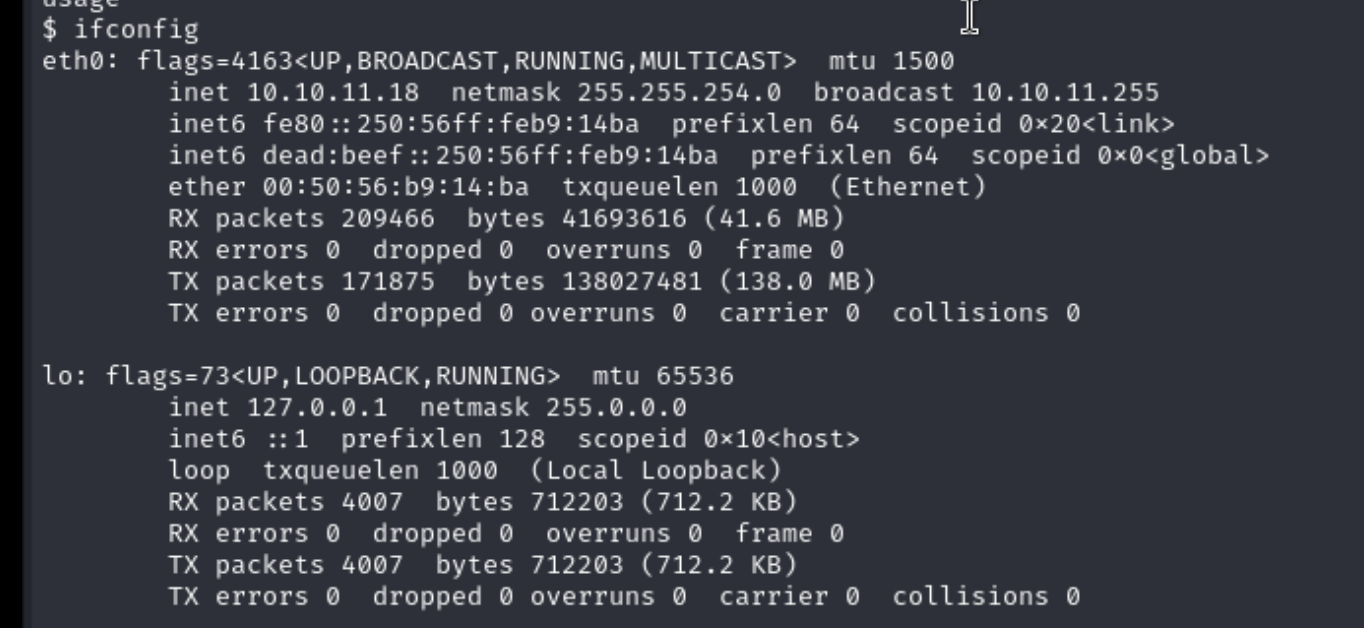 usage
$ ifconfig
eth0: flags=4163<UP,BROADCAST,RUNNING,MULTICAST>  mtu 1500
        inet 10.10.11.18  netmask 255.255.254.0  broadcast 10.10.11.255
        inet6 fe80::250:56ff:feb9:14ba  prefixlen 64  scopeid 0×20<link>
        inet6 dead:beef::250:56ff:feb9:14ba  prefixlen 64  scopeid 0×0<global>
        ether 00:50:56:b9:14:ba  txqueuelen 1000  (Ethernet)
        RX packets 209466  bytes 41693616 (41.6 MB)
        RX errors 0  dropped 0  overruns 0  frame 0
        TX packets 171875  bytes 138027481 (138.0 MB)
        TX errors 0  dropped 0 overruns 0  carrier 0  collisions 0

lo: flags=73<UP,LOOPBACK,RUNNING>  mtu 65536
        inet 127.0.0.1  netmask 255.0.0.0
        inet6 ::1  prefixlen 128  scopeid 0×10<host>
        loop  txqueuelen 1000  (Local Loopback)
        RX packets 4007  bytes 712203 (712.2 KB)
        RX errors 0  dropped 0  overruns 0  frame 0
        TX packets 4007  bytes 712203 (712.2 KB)
        TX errors 0  dropped 0 overruns 0  carrier 0  collisions 0